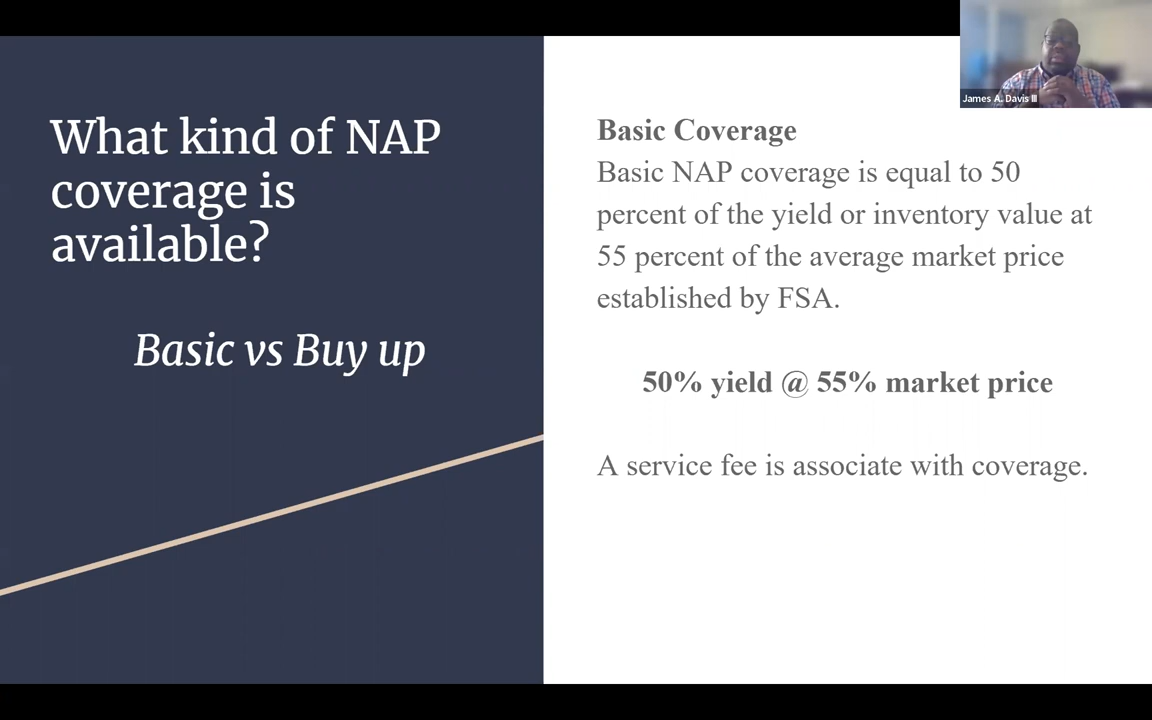 What kind of NAP
coverage is
available?
Basic vs Buy up
Basic Coverage
Basic NAP coverage is equal to 50
percent of the yield or inventory value at
55 percent of the average market price
established by FSA.
50% yield @ 55% market price
A service fee is associate with coverage.
James A. Davis III